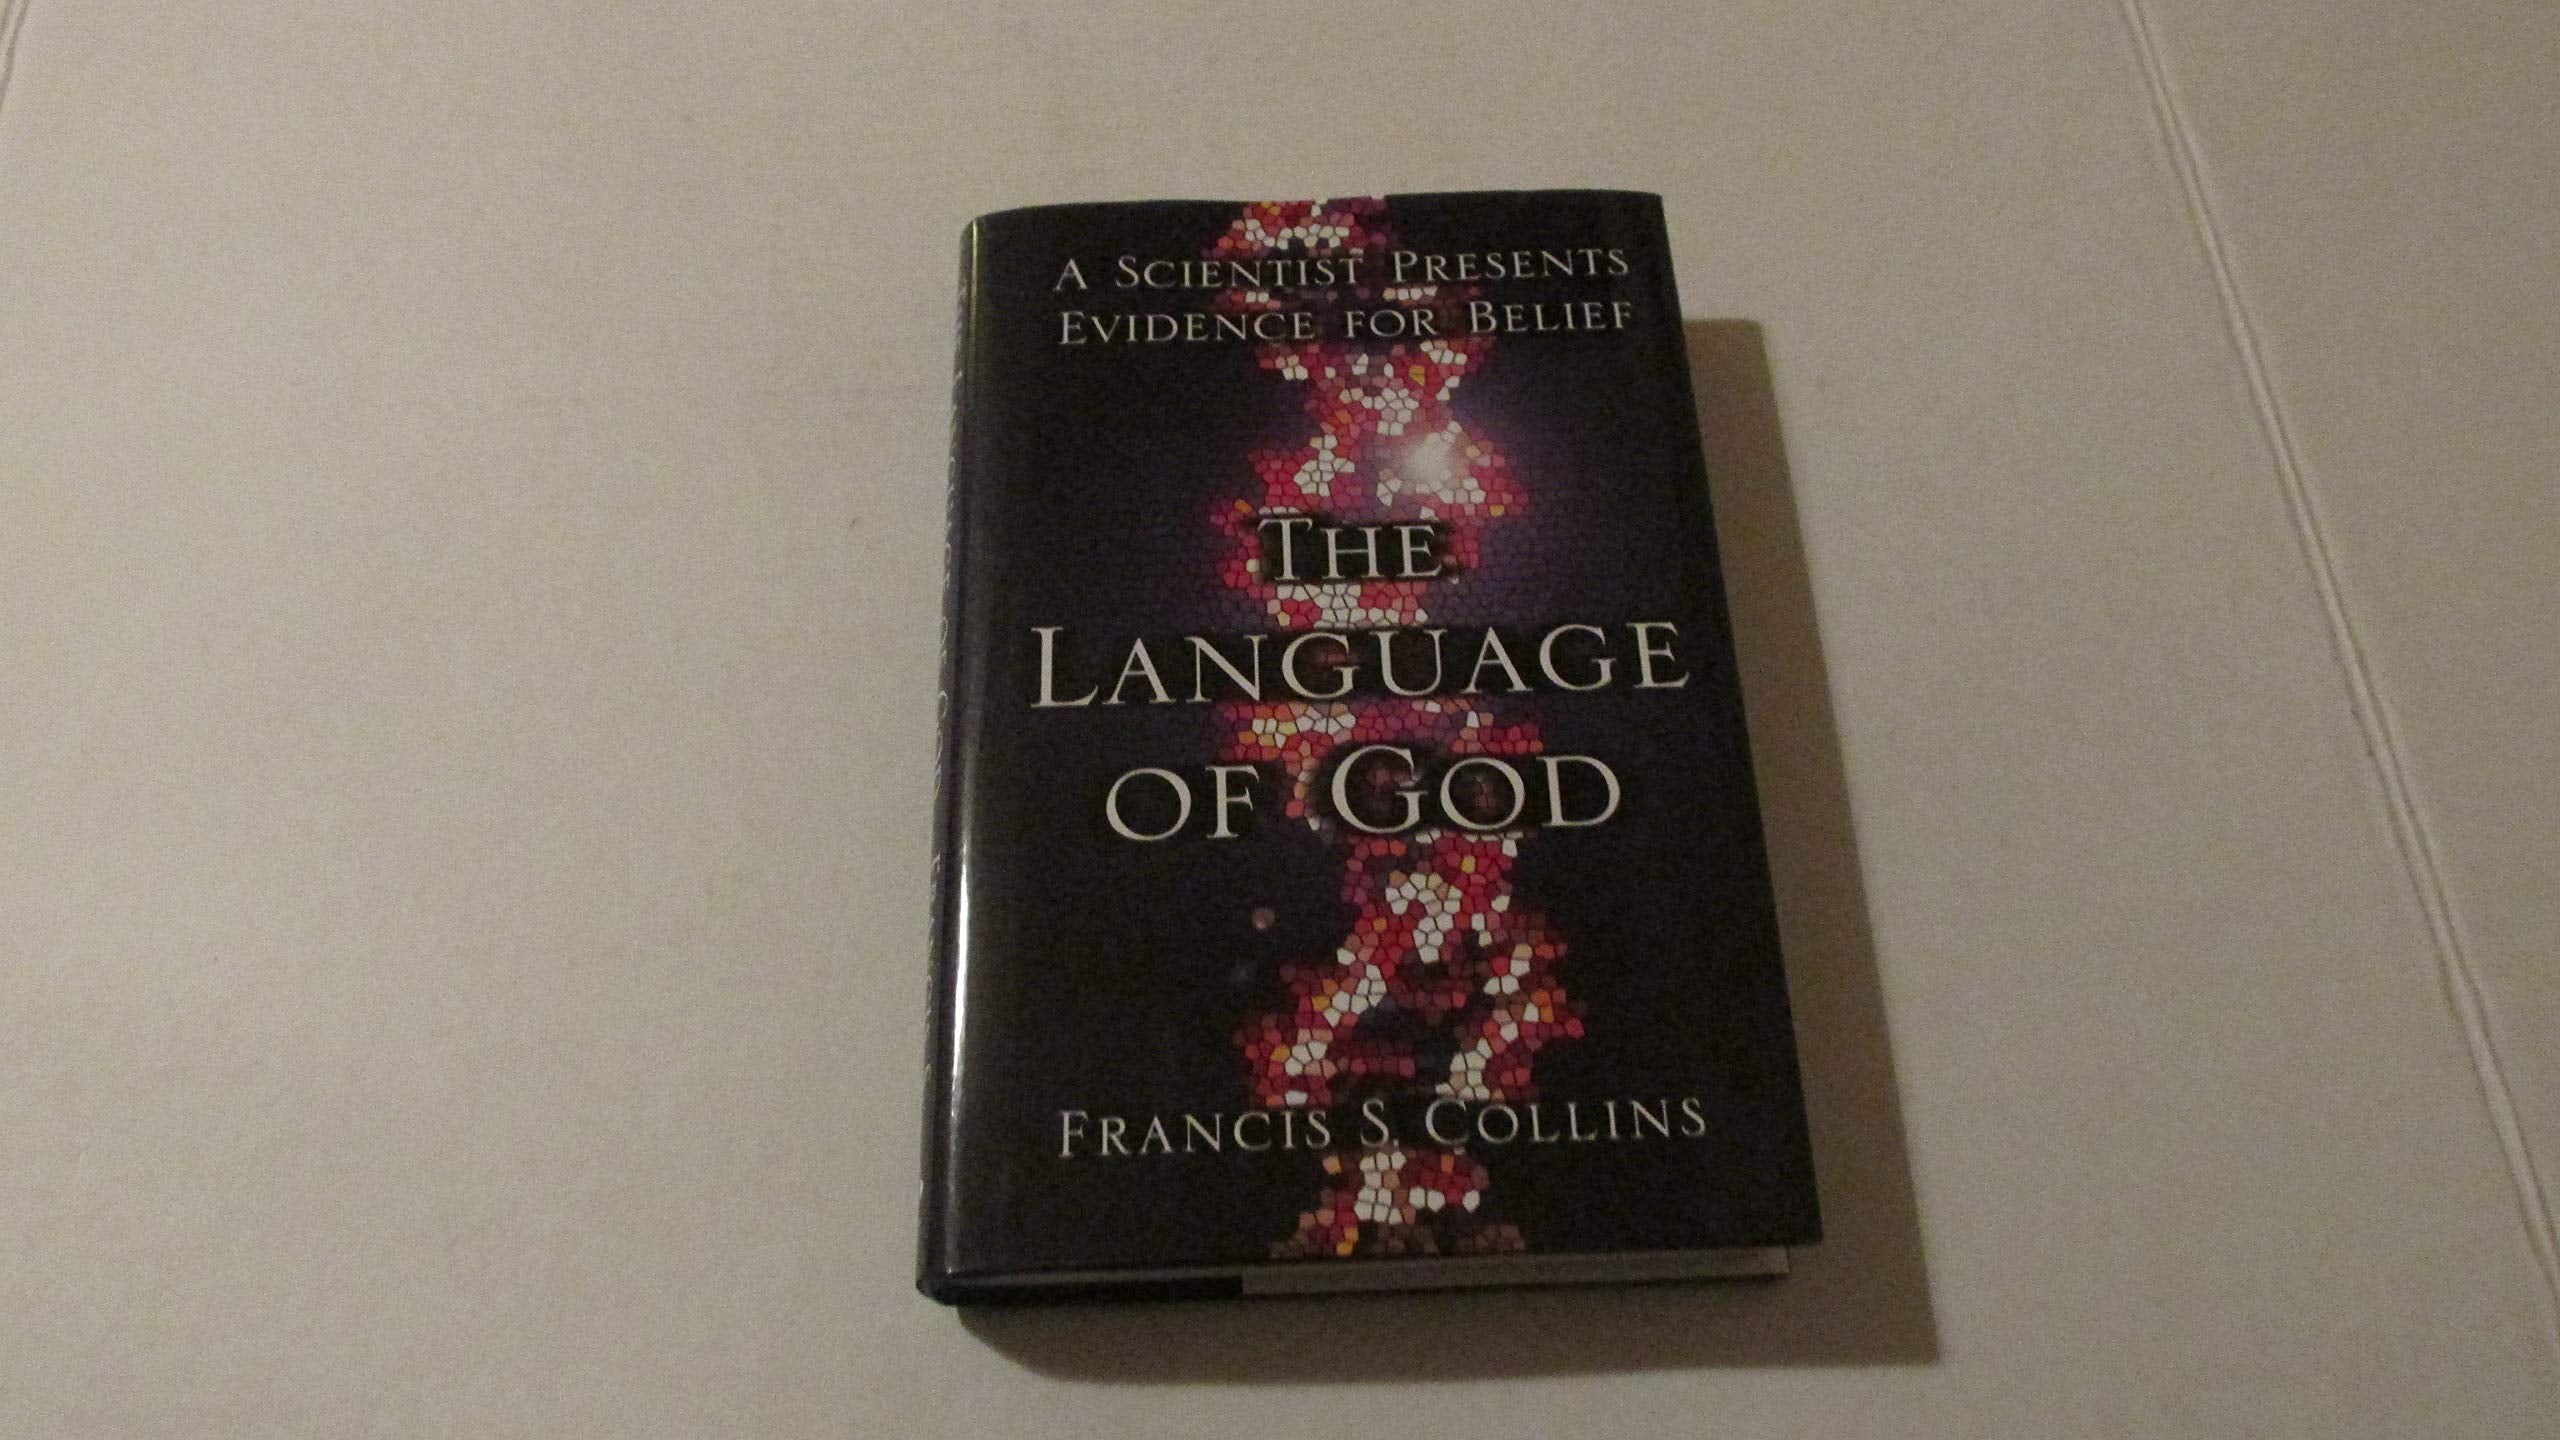 A SCIENTIST PRESENTS
EVIDENCE FOR BELIEF
THE
LANGUAGE
OF GOD
FRANCIS S. COLLINS